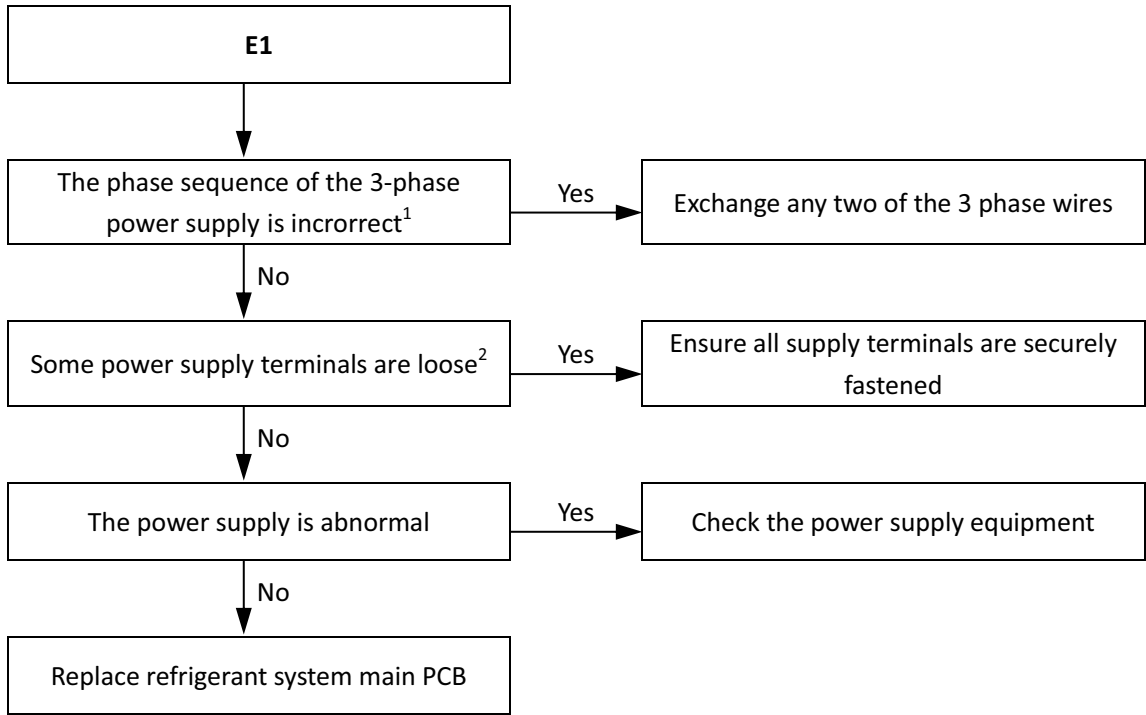 E1
The phase sequence of the 3-phase
power supply is incrorrect¹
Yes
Exchange any two of the 3 phase wires
No
Some power supply terminals are loose²
Yes
Ensure all supply terminals are securely
fastened
No
The power supply is abnormal
Yes
Check the power supply equipment
No
Replace refrigerant system main PCB